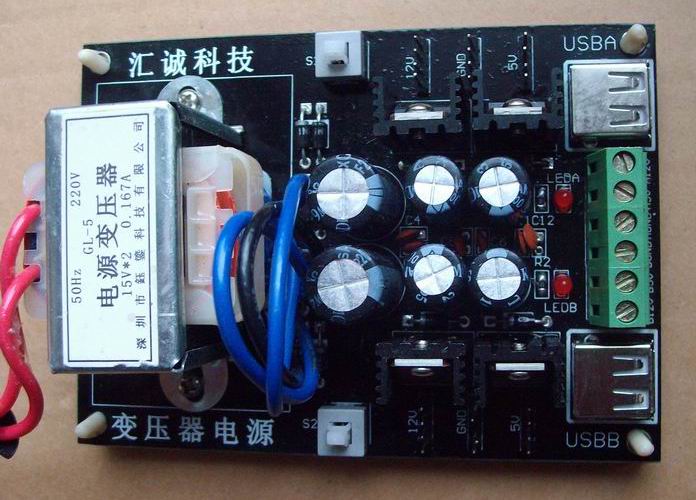 汇诚科技
S1
12V
GND
5V
USBA
50Hz 220V
GL-5
电源变压器
15V*2 0.167A
深圳市鈺鎏科技有限公司
LEDA
C4
C12
R2
LEDB
S2
12V
GND
5V
USBB
变压器电源